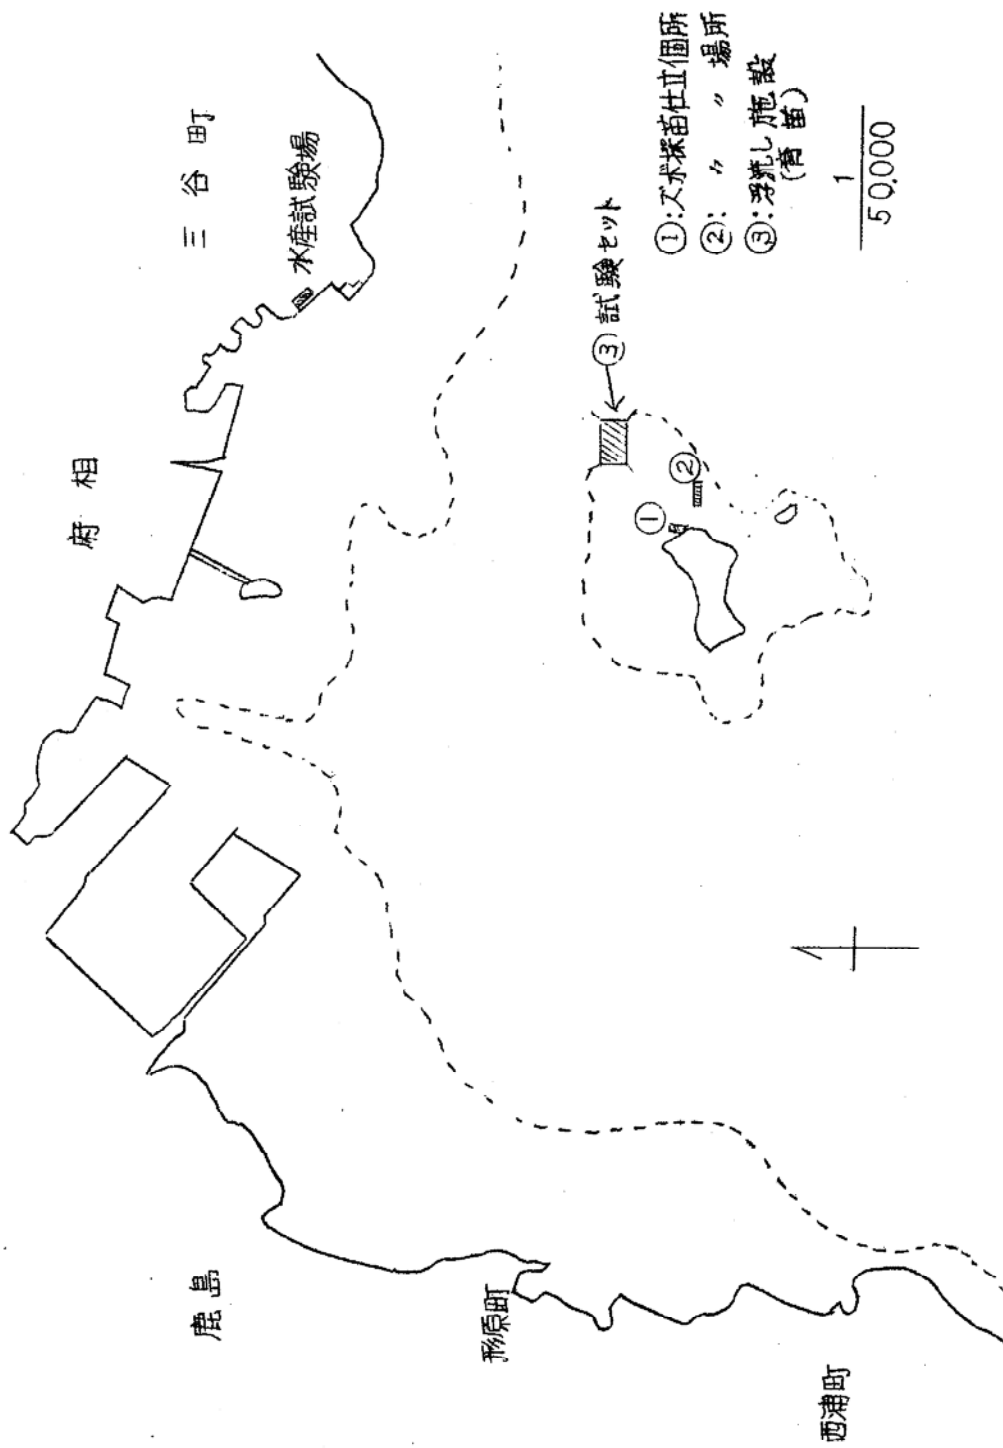 三谷町
水産試験場
府相
鹿島
形原町
西浦町
③試験セット
①
②
①:ズボ採苗仕立個所
②: 〃 〃 場所
③:浮流し施設
(育苗)
1
50,000